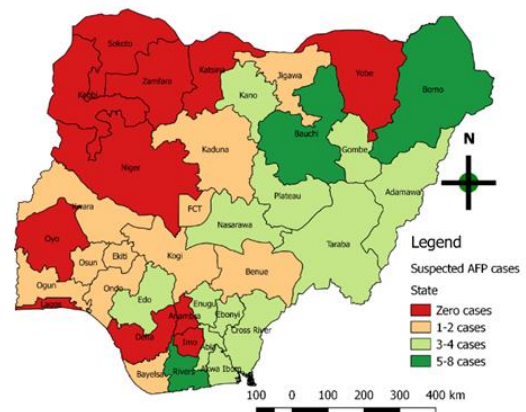 Sokoto
Katsina
Yobe
Borno
Zamfara
Jigawa
Kebbi
Kano
Bauchi
Gombe
Kaduna
Niger
Adamawa
Plateau
FCT
Kwara
Nasarawa
Taraba
Oyo
Kogi
Benue
Osun
Ekiti
Ogun
Ondo
Edo
Enugu
Ebonyi
Lagos
Anambra
Cross River
Delta
Imo
Abia
Bayelsa
Rivers
Akwa Ibom
N
Legend
Suspected AFP cases
State
Zero cases
1-2 cases
3-4 cases
5-8 cases
100 0 100 200 300 400 km